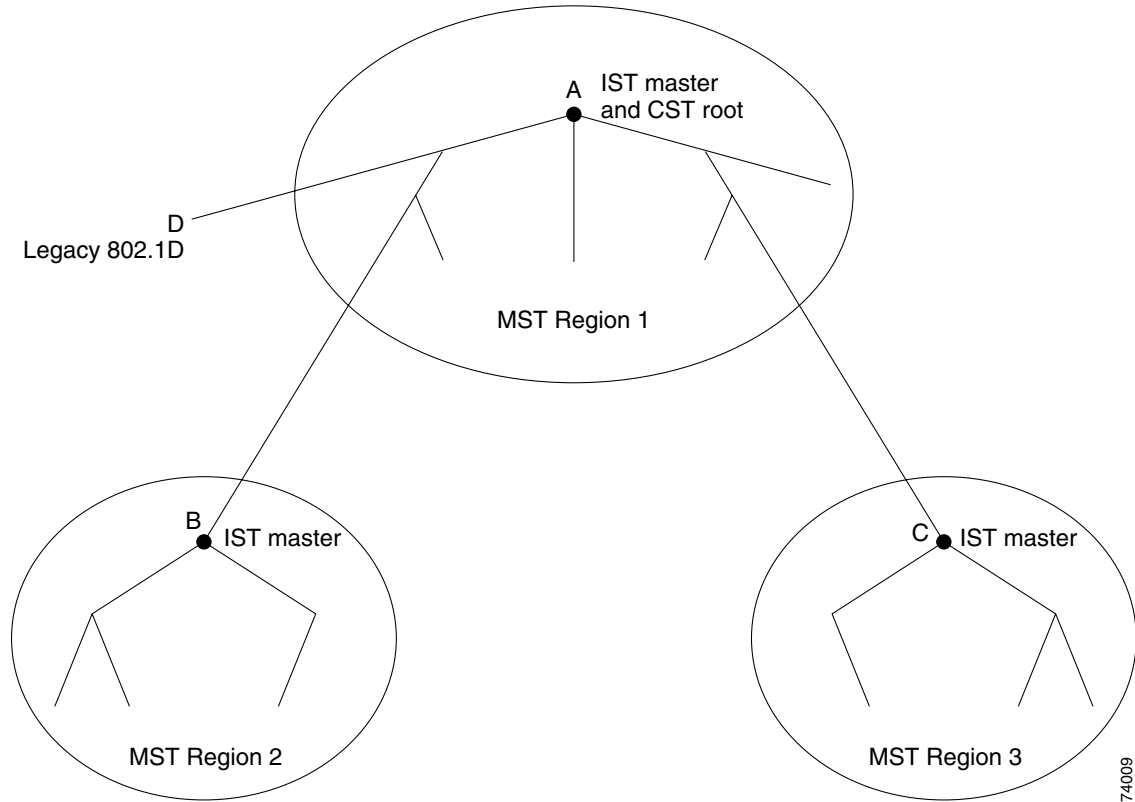 A
IST master
and CST root
D
Legacy 802.1D
MST Region 1
B
IST master
C
IST master
MST Region 2
MST Region 3
74009